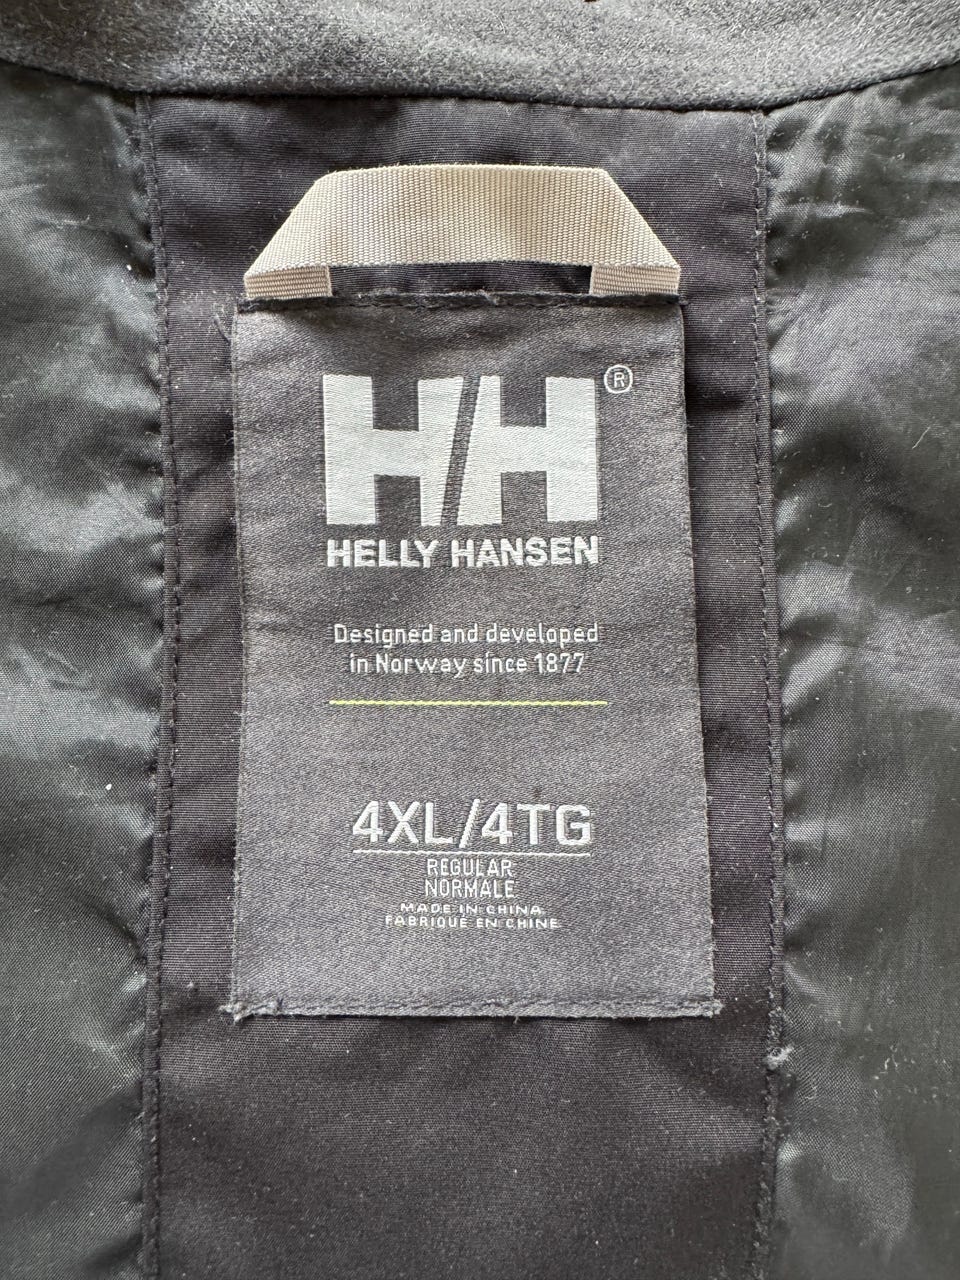 HH®
HELLY HANSEN
Designed and developed
in Norway since 1877
4XL/4TG
REGULAR
NORMALE
MADE IN CHINA
FABRIQUÉ EN CHINE